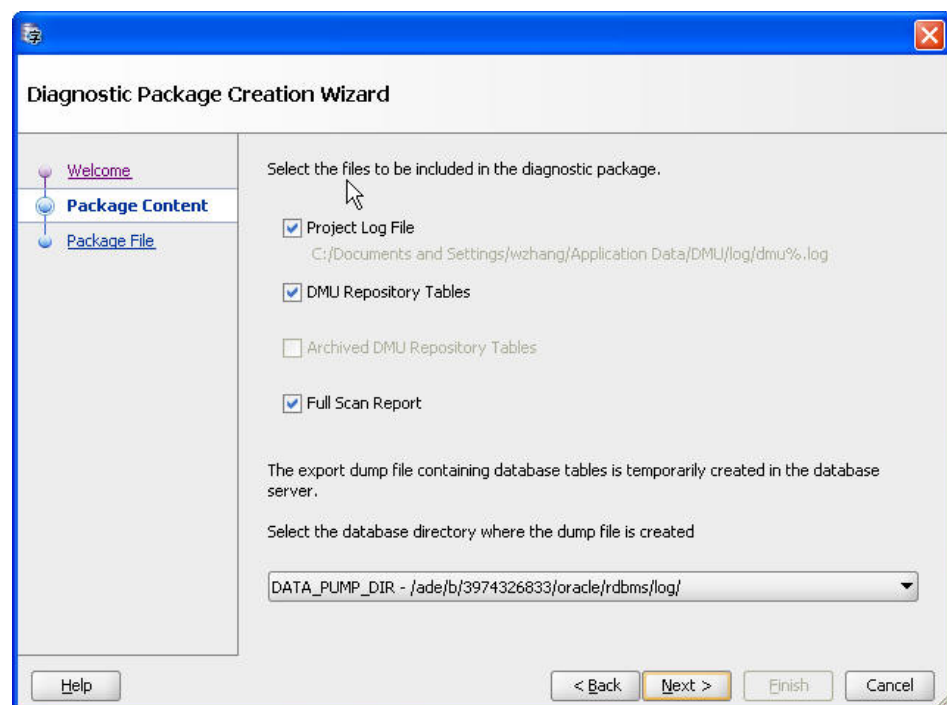 字
Diagnostic Package Creation Wizard
Welcome
Package Content
Package File
Select the files to be included in the diagnostic package.
Project Log File
C:/Documents and Settings/wzhang/Application Data/DMU/log/dmu%.log
DMU Repository Tables
Archived DMU Repository Tables
Full Scan Report
The export dump file containing database tables is temporarily created in the database
server.
Select the database directory where the dump file is created
DATA_PUMP_DIR - /ade/b/3974326833/oracle/rdbms/log/
Help
< Back
Next >
Finish
Cancel